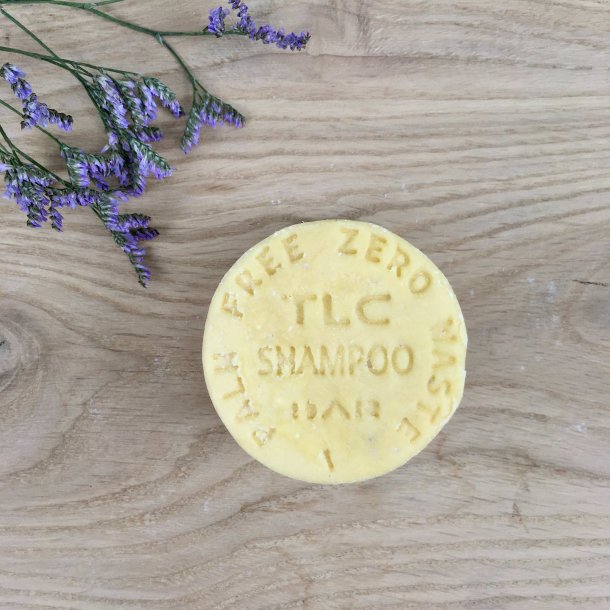 PALM FREE ZERO WASTE
TLC
SHAMPOO
BAR